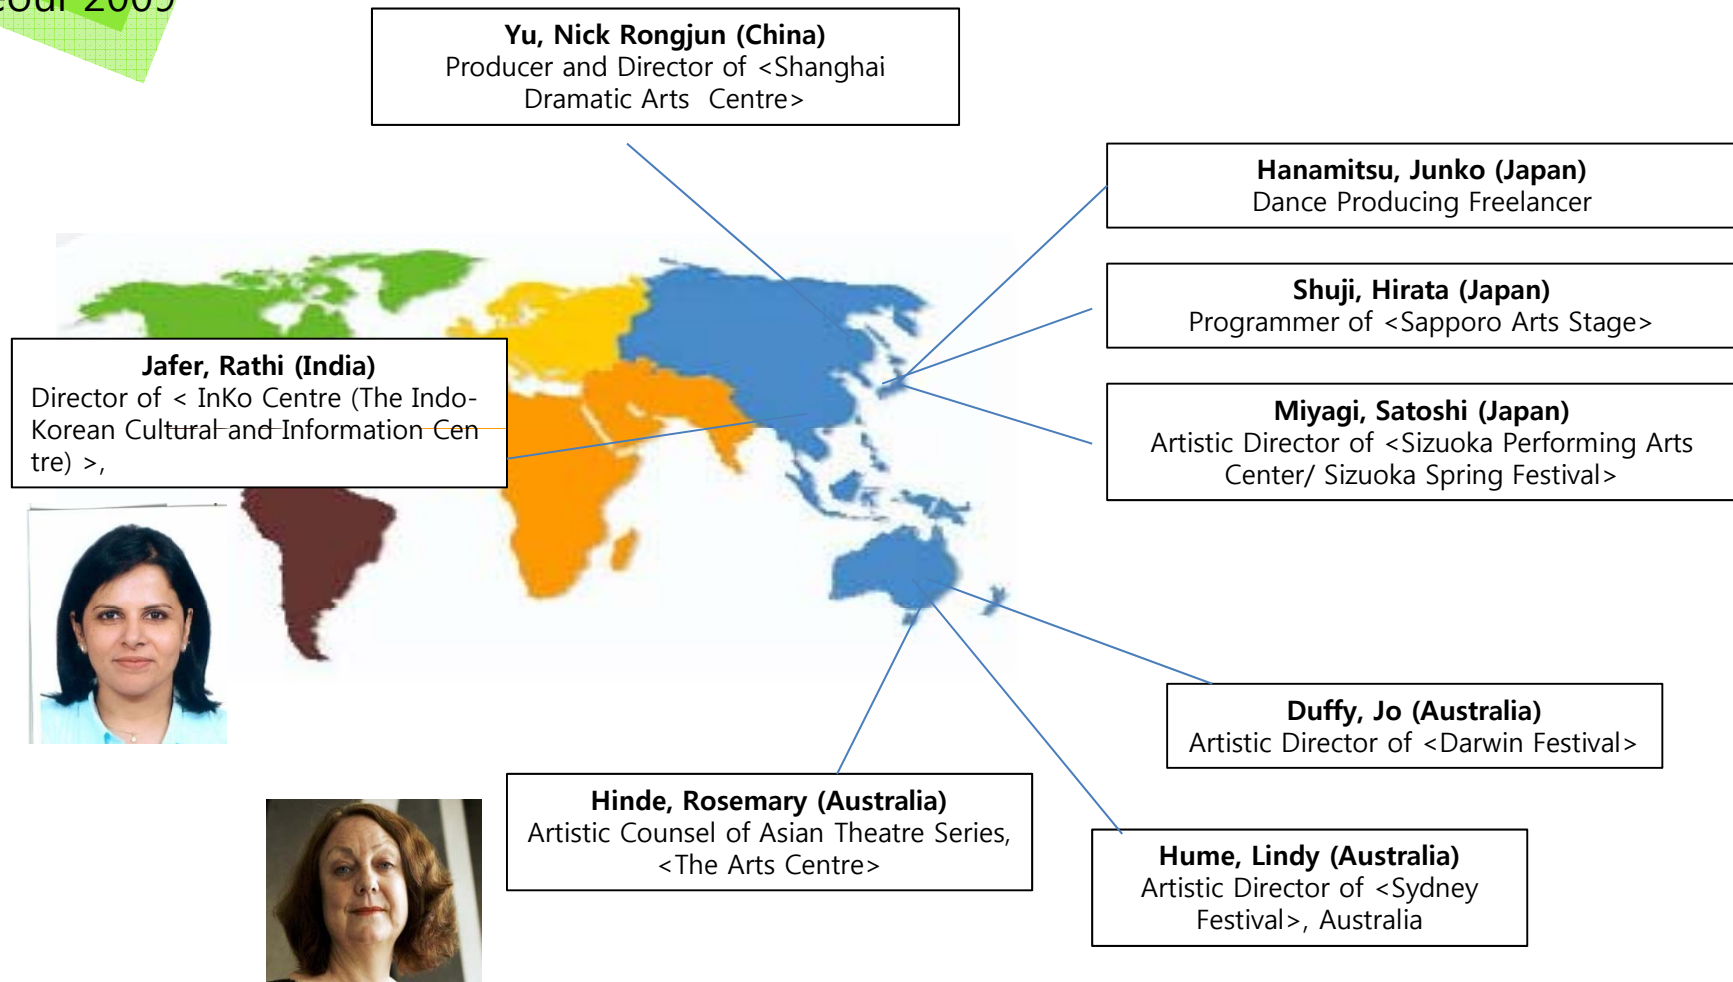 2009
Yu, Nick Rongjun (China)
Producer and Director of <Shanghai
Dramatic Arts Centre>
Hanamitsu, Junko (Japan)
Dance Producing Freelancer
Shuji, Hirata (Japan)
Programmer of <Sapporo Arts Stage>
Jafer, Rathi (India)
Director of < InKo Centre (The Indo-
Korean Cultural and Information Cen
tre) >,
Miyagi, Satoshi (Japan)
Artistic Director of <Sizuoka Performing Arts
Center/ Sizuoka Spring Festival>
Duffy, Jo (Australia)
Artistic Director of <Darwin Festival>
Hinde, Rosemary (Australia)
Artistic Counsel of Asian Theatre Series,
<The Arts Centre>
Hume, Lindy (Australia)
Artistic Director of <Sydney
Festival>, Australia